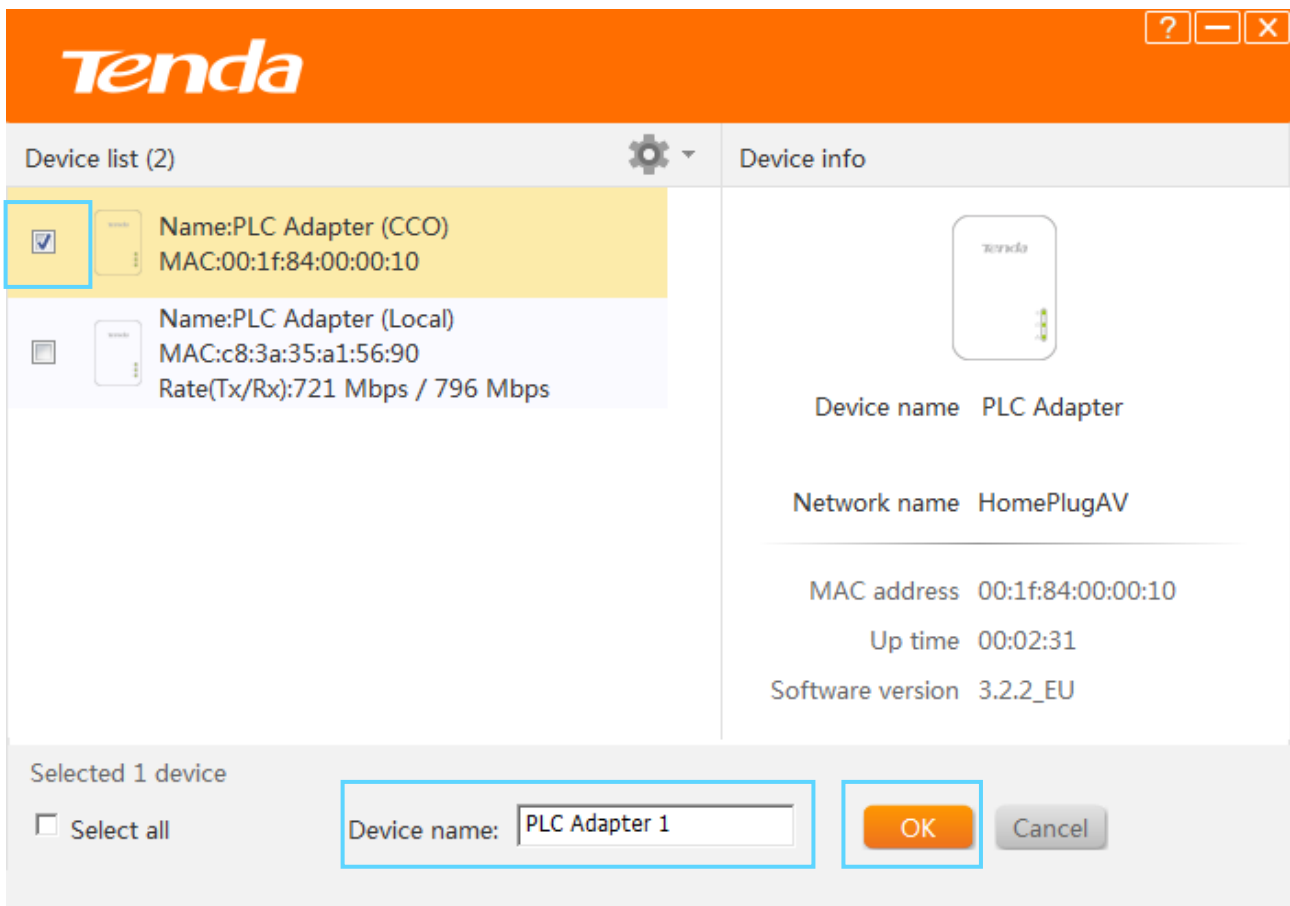 ?
Tenda
Device list (2)
Device info
Name:PLC Adapter (CCO)
MAC:00:1f:84:00:00:10
Name:PLC Adapter (Local)
MAC:c8:3a:35:a1:56:90
Rate(Tx/Rx):721 Mbps / 796 Mbps
Tenda
Device name PLC Adapter
Network name HomePlugAV
MAC address 00:1f:84:00:00:10
Up time 00:02:31
Software version 3.2.2_EU
Selected 1 device
Select all
Device name: PLC Adapter 1
OK
Cancel